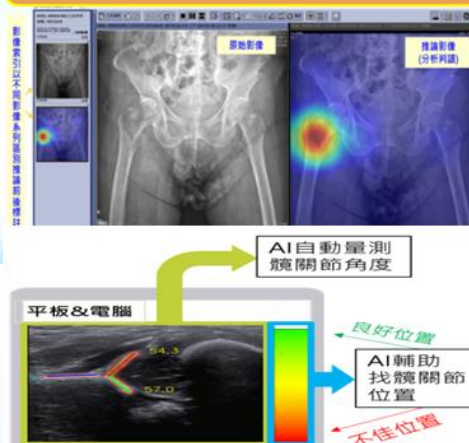 影像索引以不同影像系列區別推論前後標註
原始影像
推論影像
(分析判讀)
AI自動量測
髖關節角度
平板&電腦
54.3
57.0
良好位置
AI輔助
找髖關節
位置
不佳位置